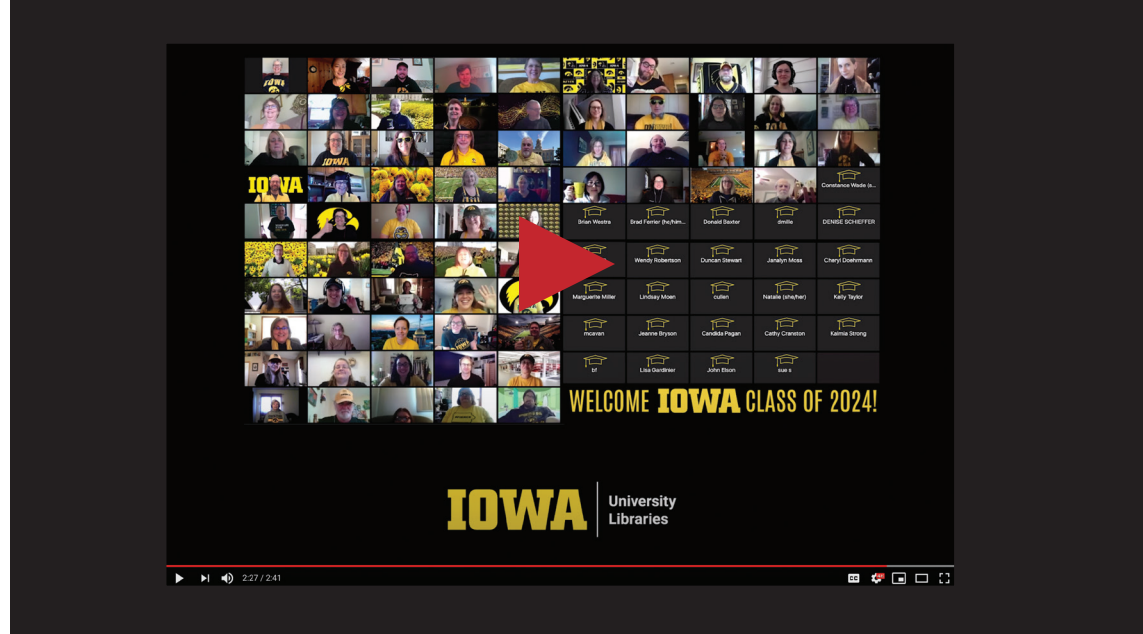 IOWA
IOWA
IOWA
Constance Wade (s...
Brian Westra
Brad Ferrier (he/him...
Donald Baxter
dmille
DENISE SCHIEFFER
Wendy Robertson
Duncan Stewart
Janalyn Moss
Cheryl Doehrmann
Marguerite Miller
Lindsay Moen
cullen
Natalie (she/her)
Kelly Taylor
mcavan
Jeanne Bryson
Candida Pagan
Cathy Cranston
Kalmia Strong
bf
Lisa Gardinier
John Elson
sue s
WELCOME IOWA CLASS OF 2024!
IOWA
University
Libraries
2:27 / 2:41
CC